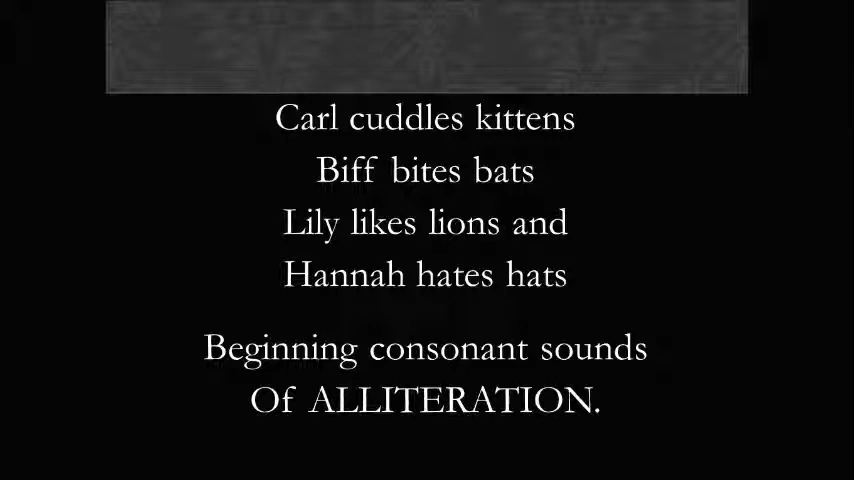 Carl cuddles kittens
Biff bites bats
Lily likes lions and
Hannah hates hats
Beginning consonant sounds
Of ALLITERATION.